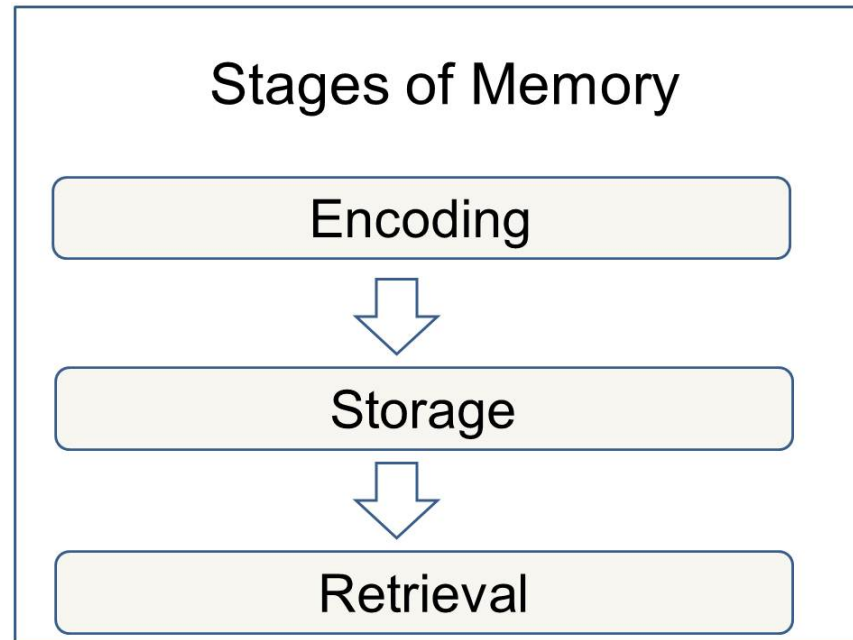 Stages of Memory
Encoding
Storage
Retrieval